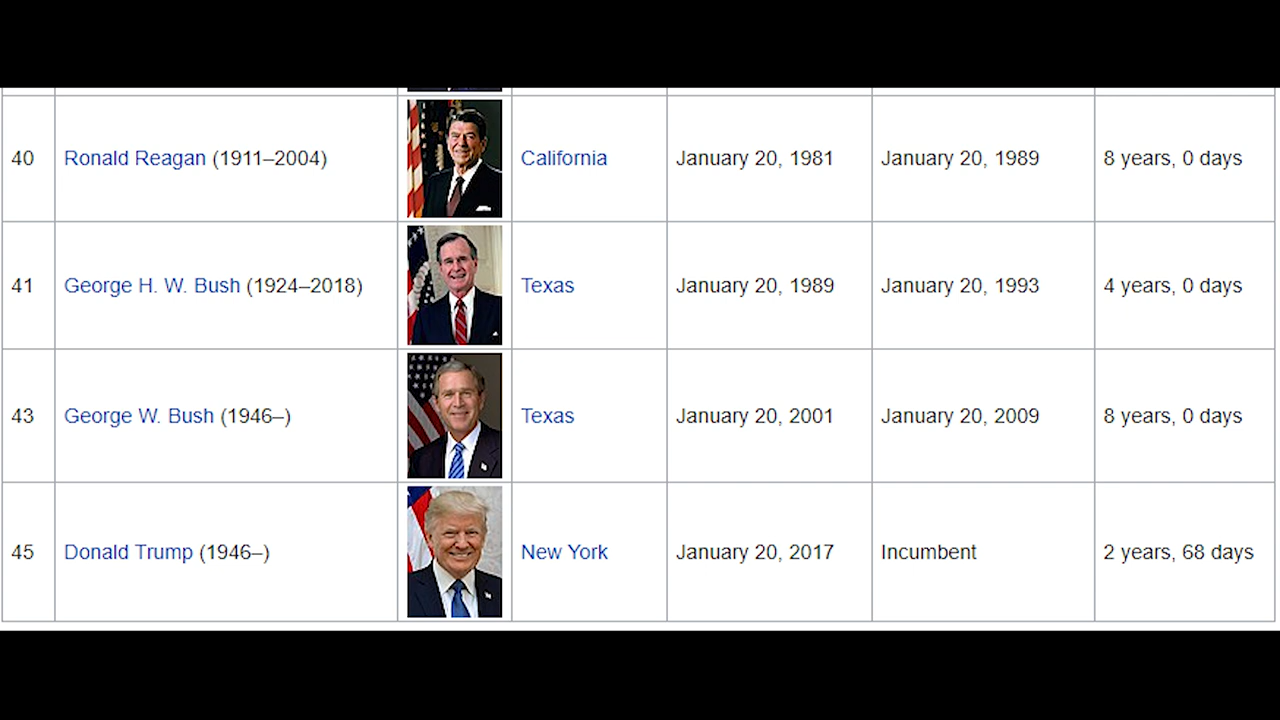 40 Ronald Reagan (1911–2004) California January 20, 1981 January 20, 1989 8 years, 0 days
41 George H. W. Bush (1924–2018) Texas January 20, 1989 January 20, 1993 4 years, 0 days
43 George W. Bush (1946–) Texas January 20, 2001 January 20, 2009 8 years, 0 days
45 Donald Trump (1946–) New York January 20, 2017 Incumbent 2 years, 68 days